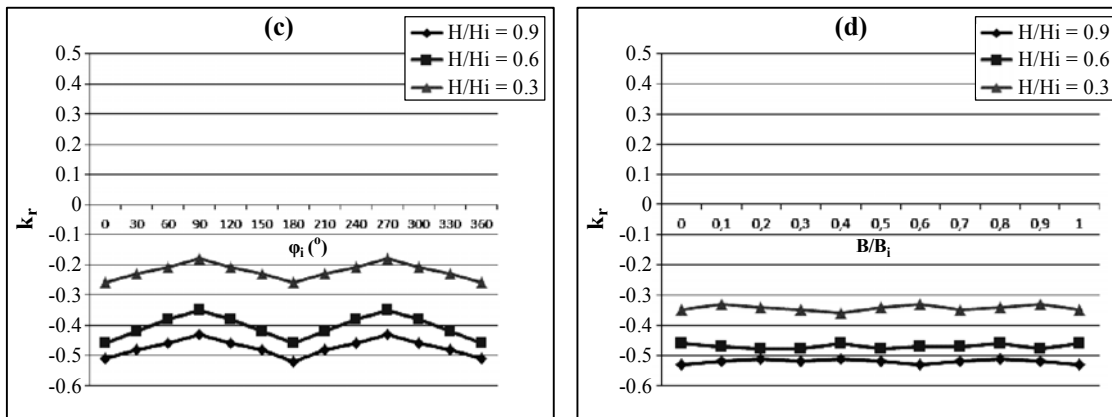 (c)
H/Hi = 0.9
H/Hi = 0.6
H/Hi = 0.3
0.5
0.4
0.3
0.2
0.1
0
-0.1
-0.2
-0.3
-0.4
-0.5
-0.6
kr
0 30 60 90 120 150 180 210 240 270 300 330 360
φi (°)
(d)
H/Hi = 0.9
H/Hi = 0.6
H/Hi = 0.3
0.5
0.4
0.3
0.2
0.1
0
-0.1
-0.2
-0.3
-0.4
-0.5
-0.6
kr
0 0,1 0,2 0,3 0,4 0,5 0,6 0,7 0,8 0,9 1
B/Bi